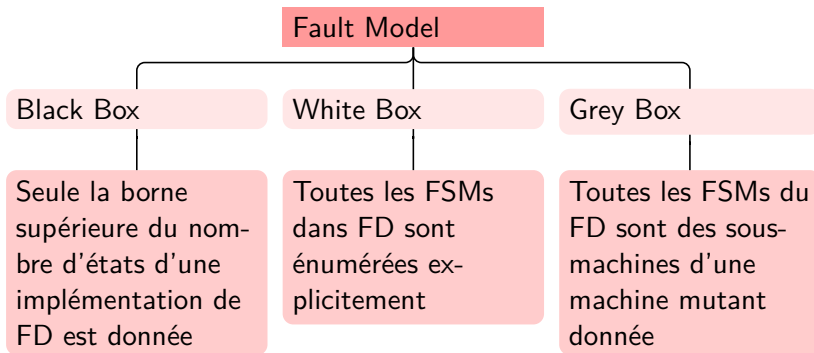 Fault Model
Black Box
White Box
Grey Box
Seule la borne
supérieure du nom-
bre d'états d'une
implémentation de
FD est donnée
Toutes les FSMs
dans FD sont
énumérées ex-
plicitement
Toutes les FSMs du
FD sont des sous-
machines d'une
machine mutant
donnée